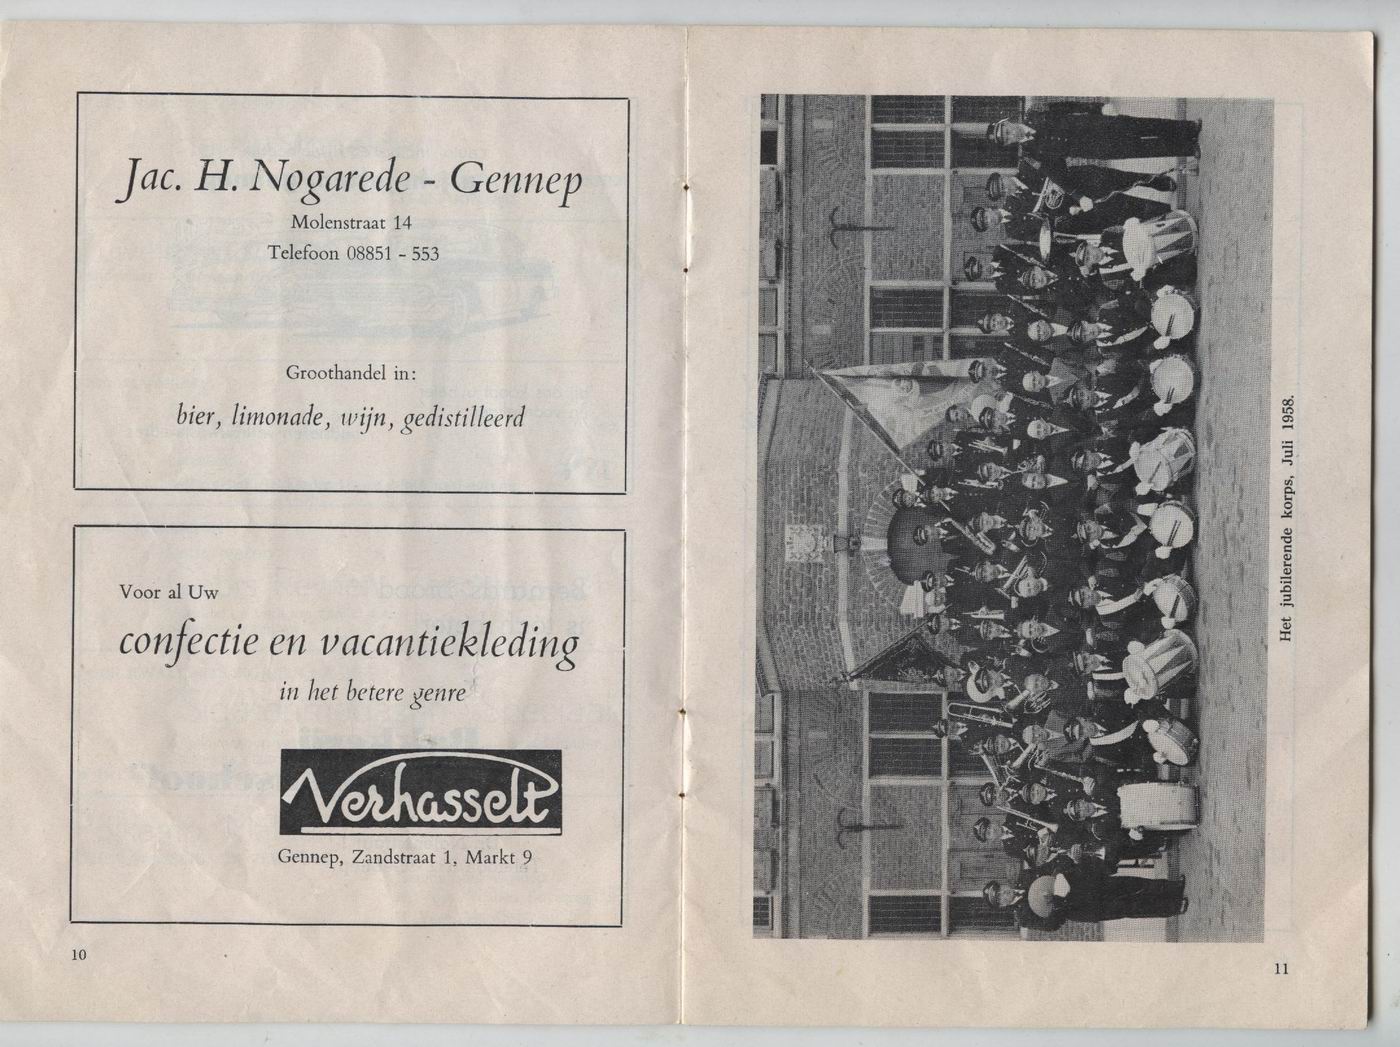 Jac. H. Nogarede - Gennep
Molenstraat 14
Telefoon 08851 - 553
Groothandel in:
bier, limonade, wijn, gedistilleerd
Voor al Uw
confectie en vacantiekleding
in het betere genre
Verhasselt
Gennep, Zandstraat 1, Markt 9
10
Het jubilerende korps, Juli 1958.
11